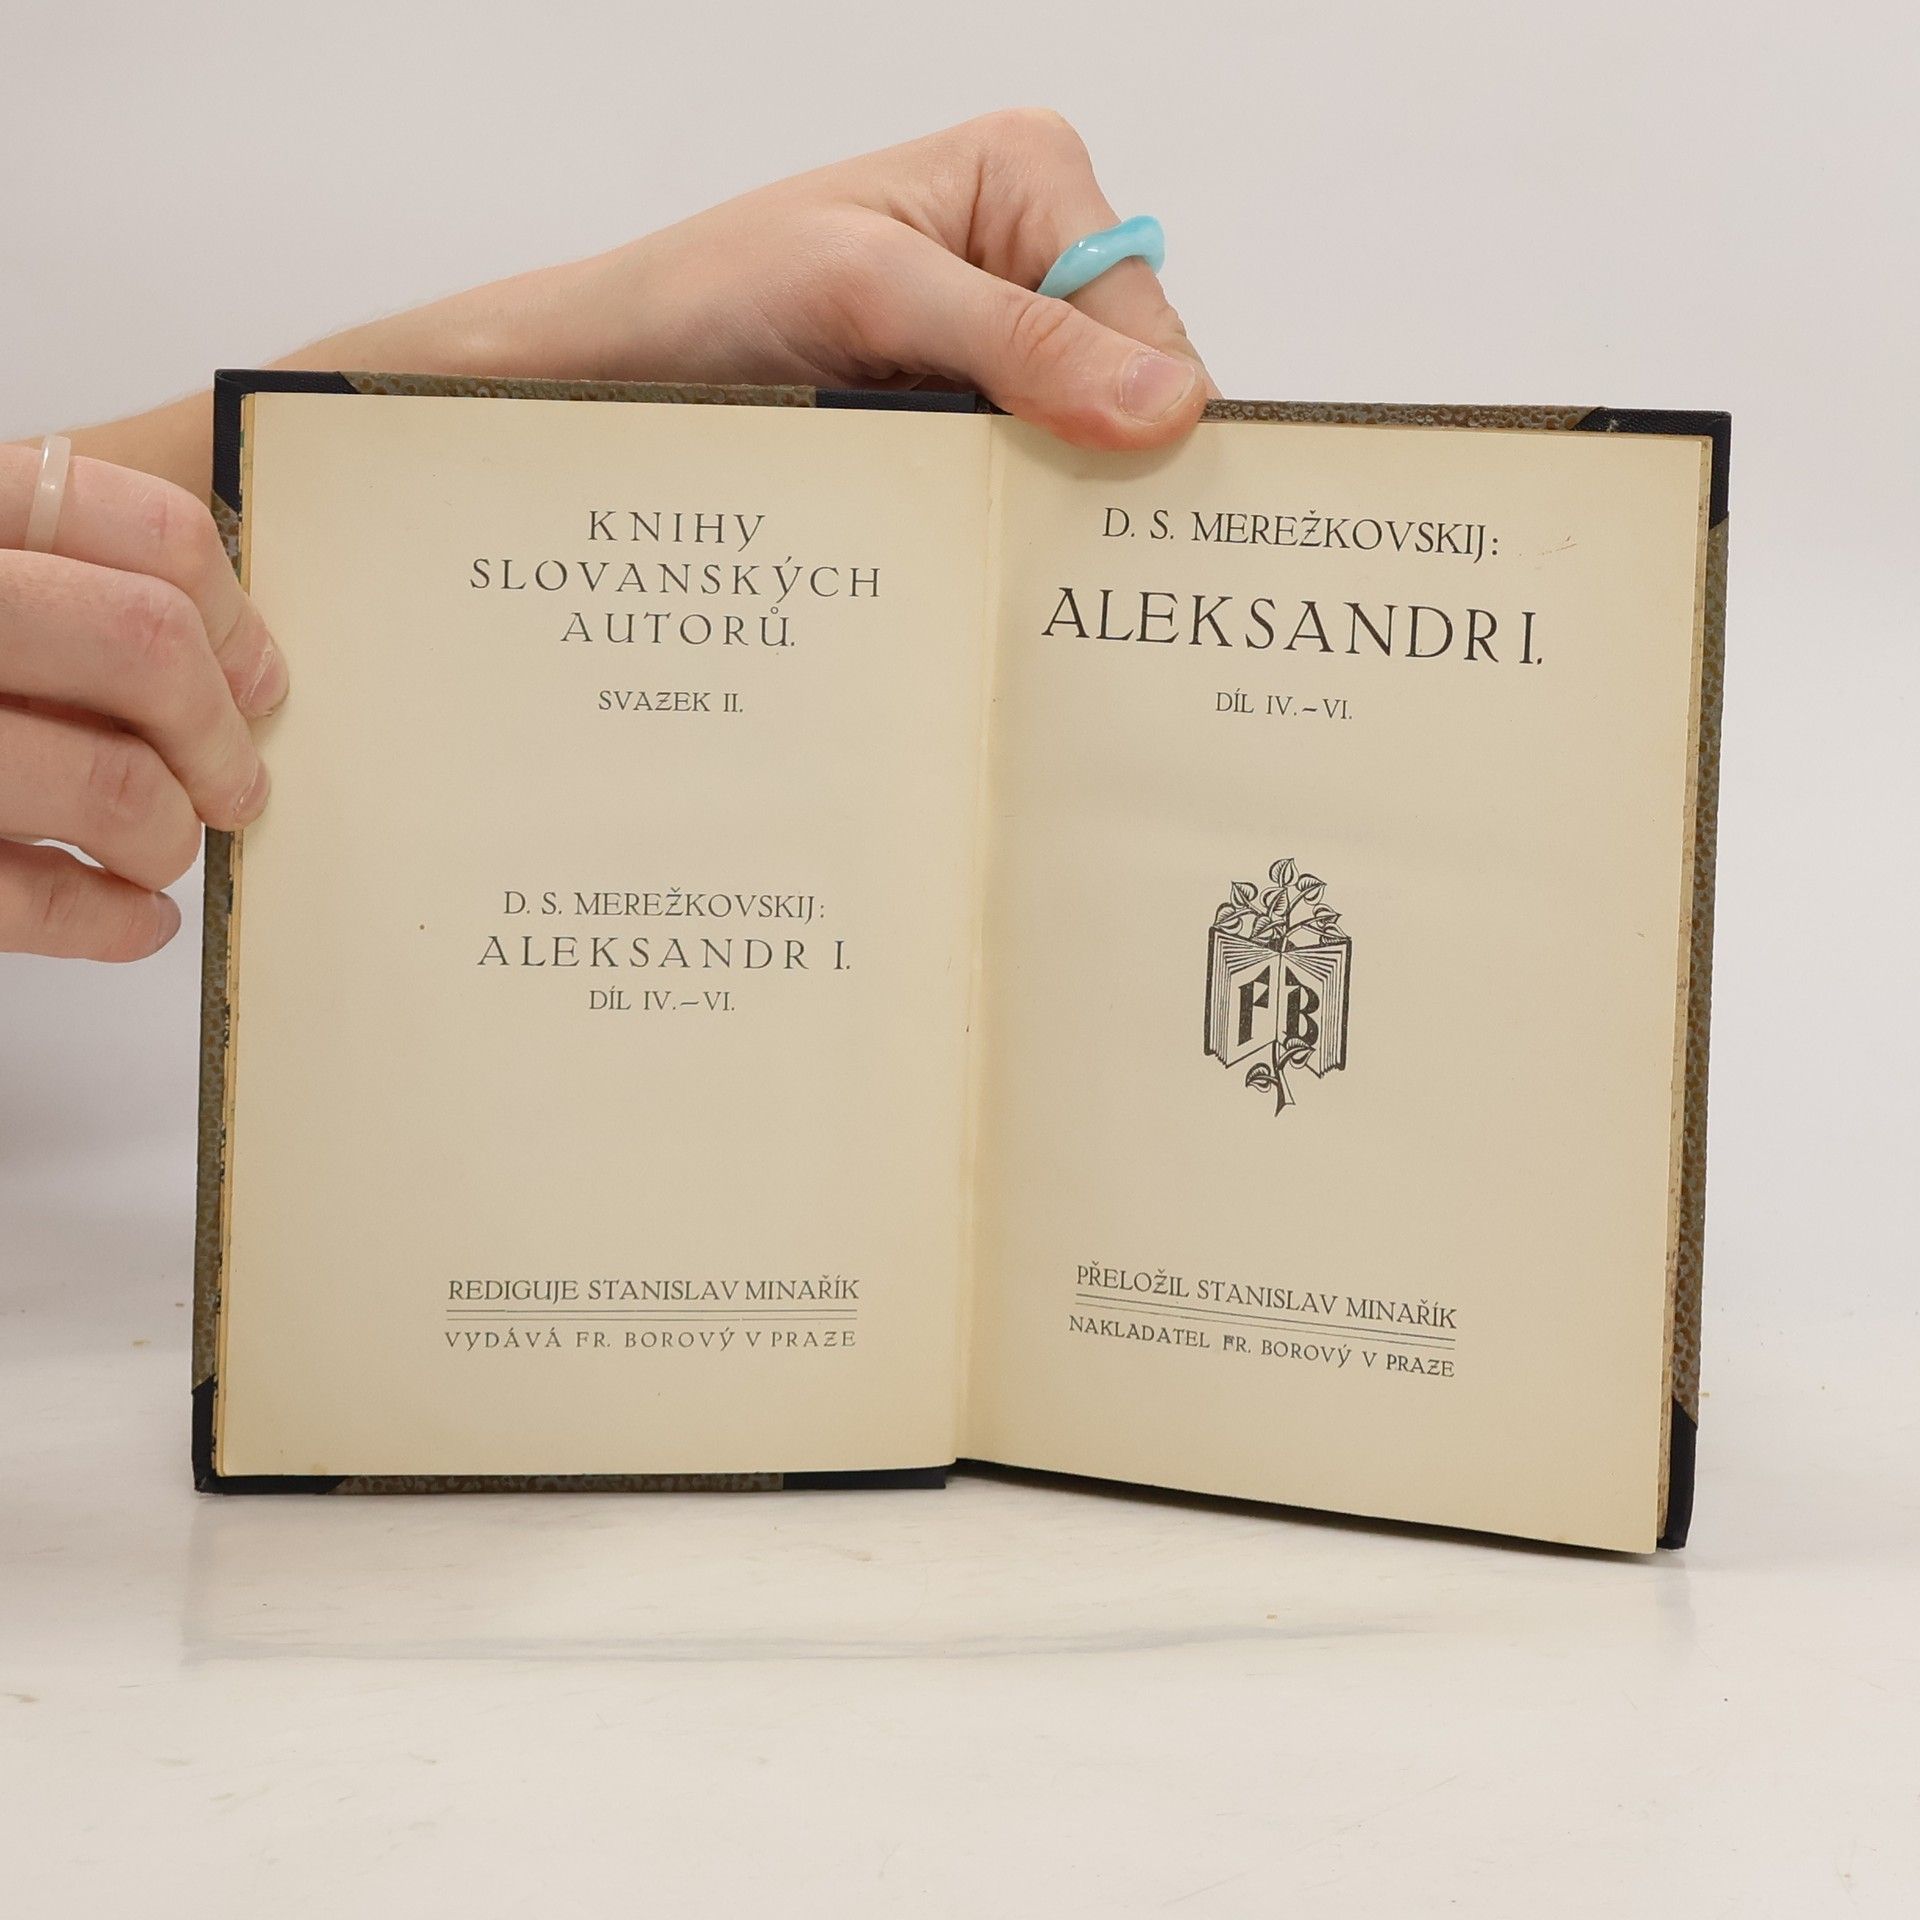 KNIHY
SLOVANSKÝCH
AUTORŮ.
SVAZEK II.
D. S. MEREŽKOVSKIJ:
ALEKSANDR I.
DÍL IV.—VI.
REDIGUJE STANISLAV MINAŘÍK
VYDÁVÁ FR. BOROVÝ V PRAZE
D. S. MEREŽKOVSKIJ:
ALEKSANDR I.
DÍL IV.–VI.
FB
PŘELOŽIL STANISLAV MINAŘÍK
NAKLADATEL FR. BOROVÝ V PRAZE